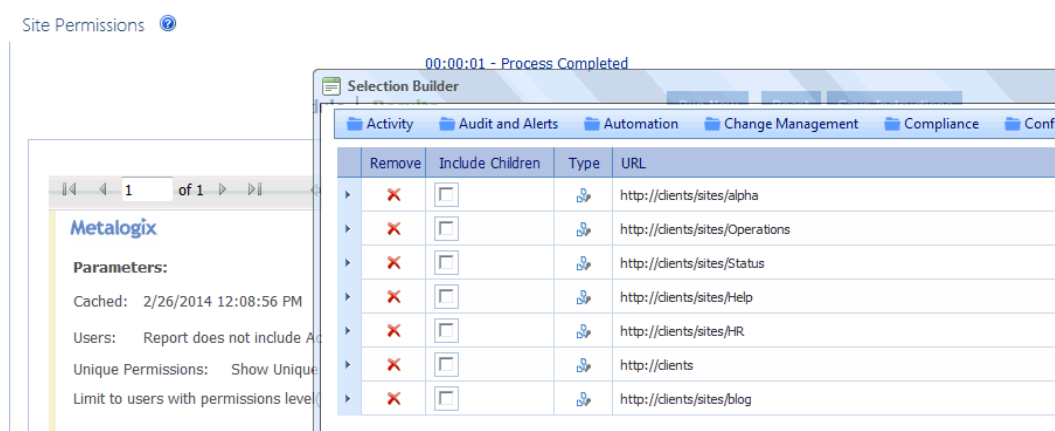 Site Permissions
00:00:01 - Process Completed
Selection Builder
Activity Audit and Alerts Automation Change Management Compliance Conf
Remove Include Children Type URL
1 of 1
http://clients/sites/alpha
http://clients/sites/Operations
http://clients/sites/Status
http://clients/sites/Help
http://clients/sites/HR
http://clients
http://clients/sites/blog
Metalogix
Parameters:
Cached: 2/26/2014 12:08:56 PM
Users: Report does not include Ad
Unique Permissions: Show Unique
Limit to users with permissions level